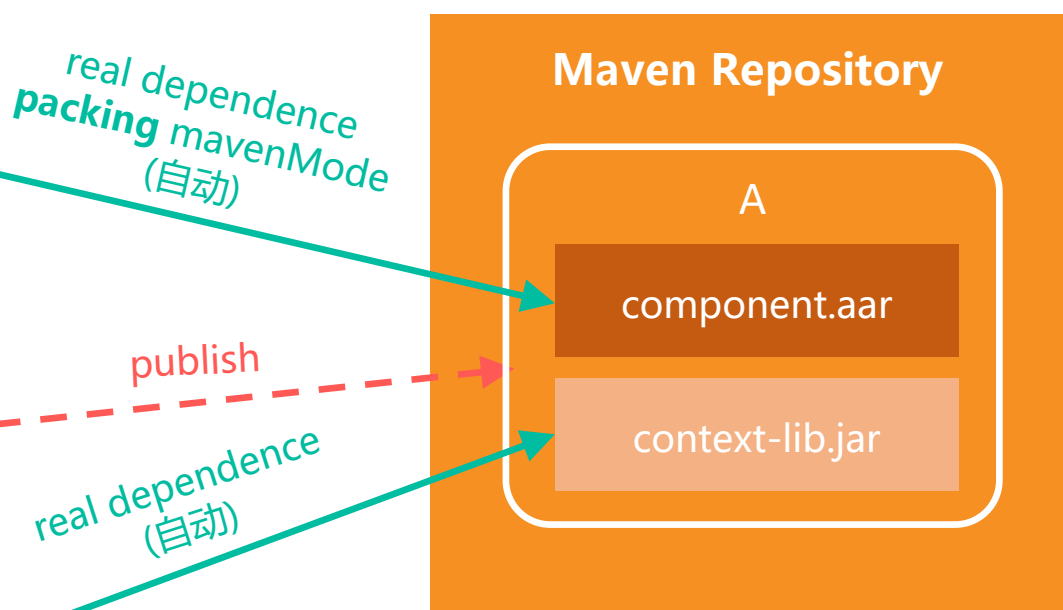 real dependence
packing mavenMode
(自动)
publish
real dependence
(自动)
Maven Repository
A
component.aar
context-lib.jar